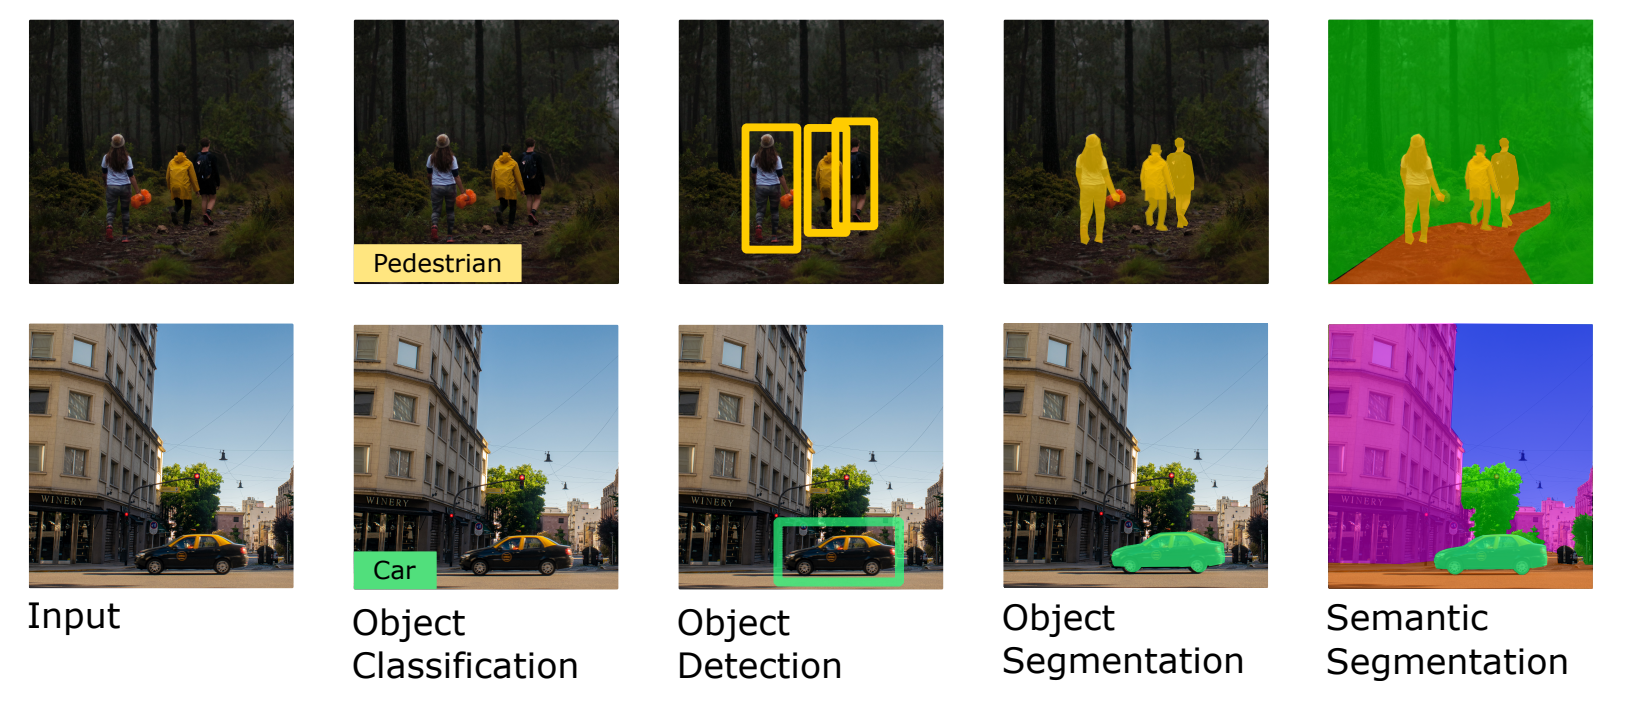 Pedestrian
WINERY
WINERY
WINERY
WINERY
WINERY
Car
Input
Object
Classification
Object
Detection
Object
Segmentation
Semantic
Segmentation